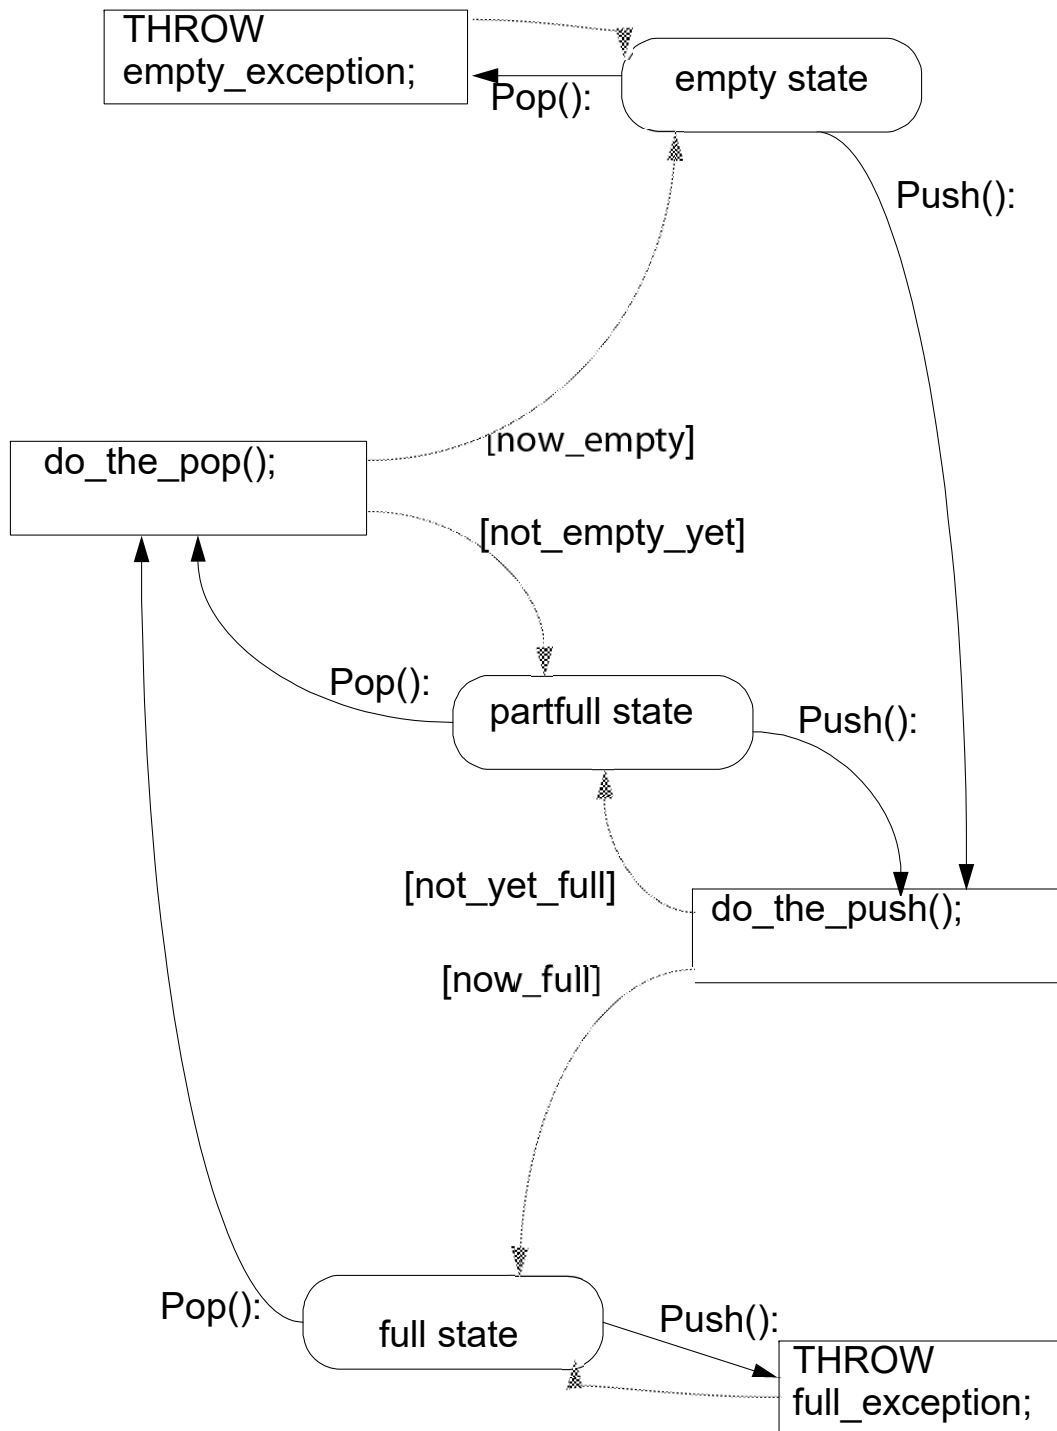 THROW
empty_exception;
empty state
Pop():
Push():
[now_empty]
do_the_pop();
[not_empty_yet]
Pop():
partfull state
Push():
[not_yet_full]
do_the_push();
[now_full]
Pop():
full state
Push():
THROW
full_exception;